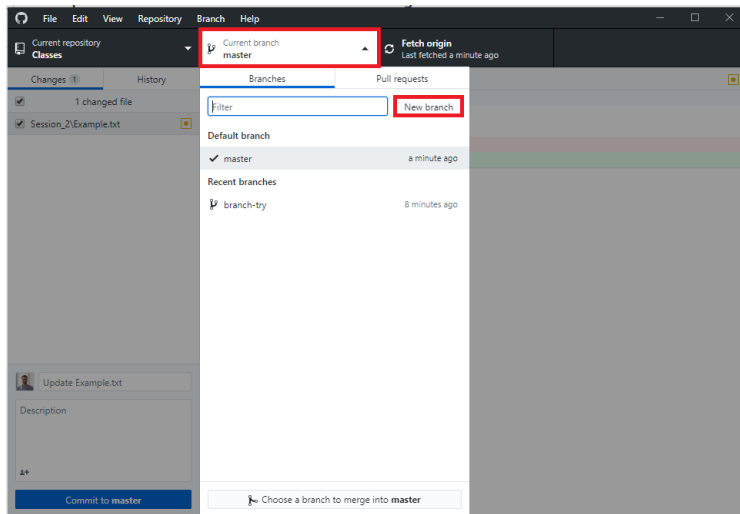 File Edit View Repository Branch Help
Current repository
Classes
Current branch
master
Fetch origin
Last fetched a minute ago
Changes 1 History
Branches Pull requests
1 changed file
Filter New branch
Session_2\Example.txt
Default branch
master a minute ago
Recent branches
branch-try 8 minutes ago
Update Example.txt
Description
Commit to master
Choose a branch to merge into master